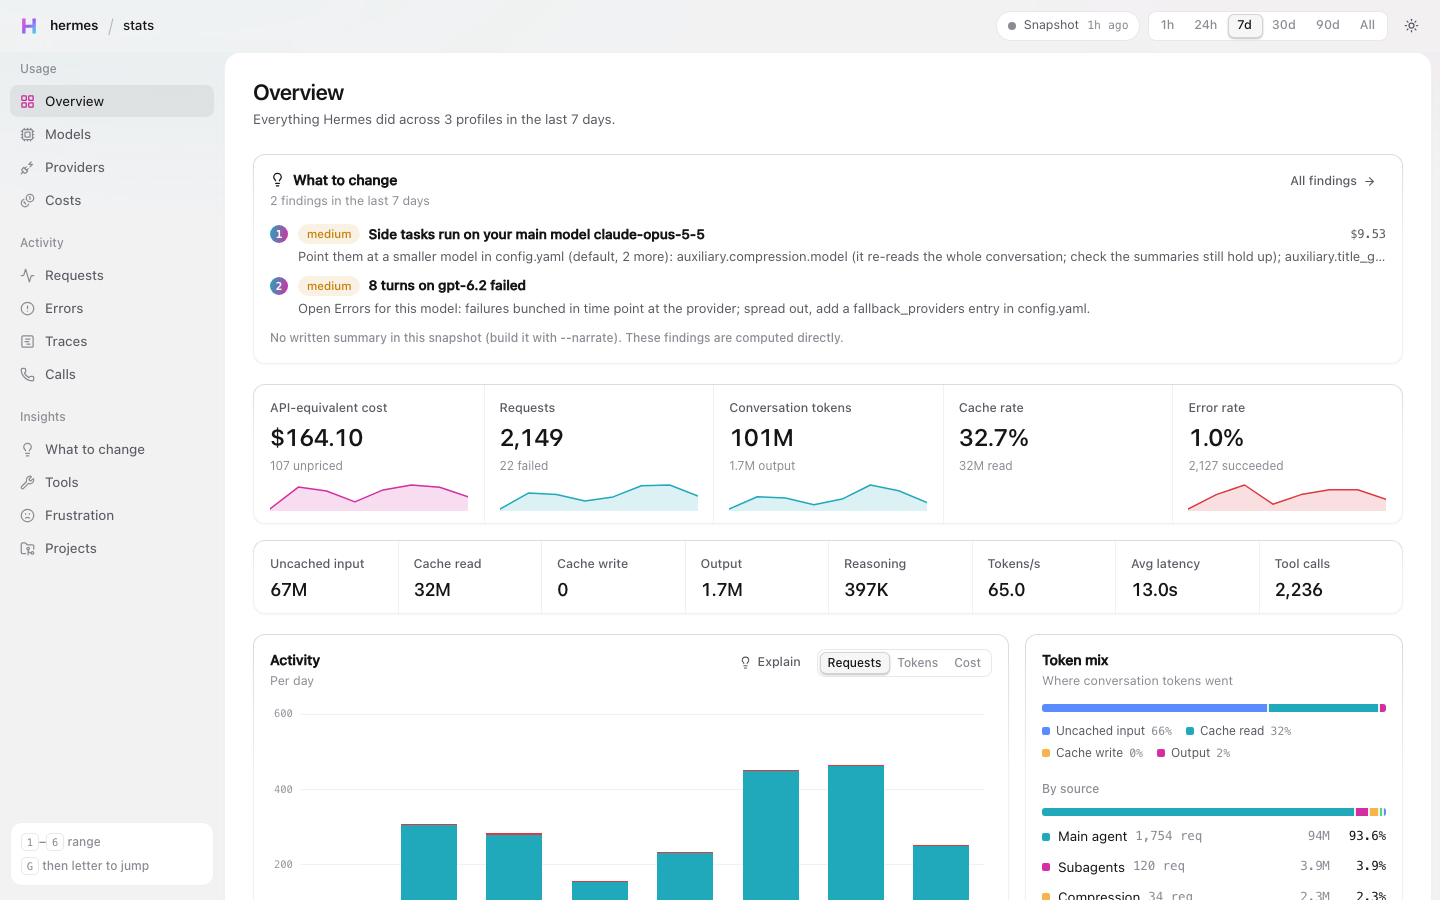 hermes / stats
Snapshot 1h ago
1h 24h 7d 30d 90d All
Usage
Overview
Models
Providers
Costs
Activity
Requests
Errors
Traces
Calls
Insights
What to change
Tools
Frustration
Projects
1 – 6 range
G then letter to jump
Overview
Everything Hermes did across 3 profiles in the last 7 days.
What to change
All findings →
2 findings in the last 7 days
1 medium Side tasks run on your main model claude-opus-5-5 $9.53
Point them at a smaller model in config.yaml (default, 2 more): auxiliary.compression.model (it re-reads the whole conversation; check the summaries still hold up); auxiliary.title_g...
2 medium 8 turns on gpt-6.2 failed
Open Errors for this model: failures bunched in time point at the provider; spread out, add a fallback_providers entry in config.yaml.
No written summary in this snapshot (build it with --narrate). These findings are computed directly.
API-equivalent cost
$164.10
107 unpriced
Requests
2,149
22 failed
Conversation tokens
101M
1.7M output
Cache rate
32.7%
32M read
Error rate
1.0%
2,127 succeeded
Uncached input
67M
Cache read
32M
Cache write
0
Output
1.7M
Reasoning
397K
Tokens/s
65.0
Avg latency
13.0s
Tool calls
2,236
Activity
Per day
Explain
Requests Tokens Cost
600
400
200
Token mix
Where conversation tokens went
Uncached input 66% Cache read 32%
Cache write 0% Output 2%
By source
Main agent 1,754 req 94M 93.6%
Subagents 120 req 3.9M 3.9%
Compression 34 req 2.3M 2.3%